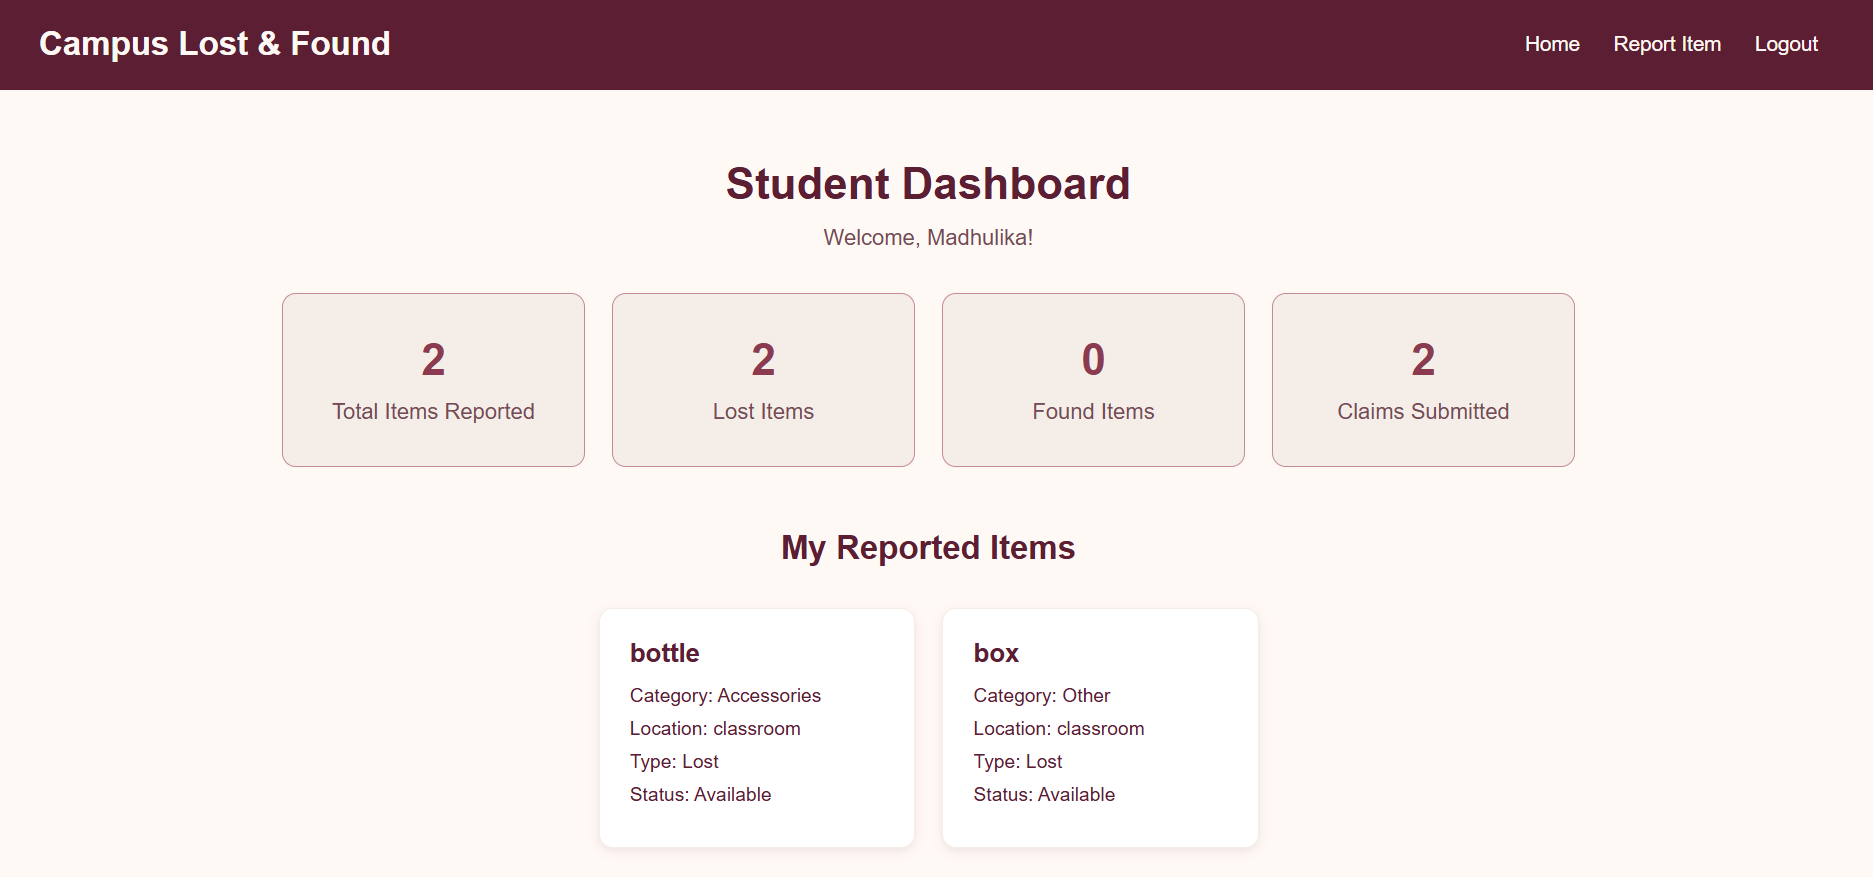 Campus Lost & Found
Home Report Item Logout
Student Dashboard
Welcome, Madhulika!
2
Total Items Reported
2
Lost Items
0
Found Items
2
Claims Submitted
My Reported Items
bottle
Category: Accessories
Location: classroom
Type: Lost
Status: Available
box
Category: Other
Location: classroom
Type: Lost
Status: Available